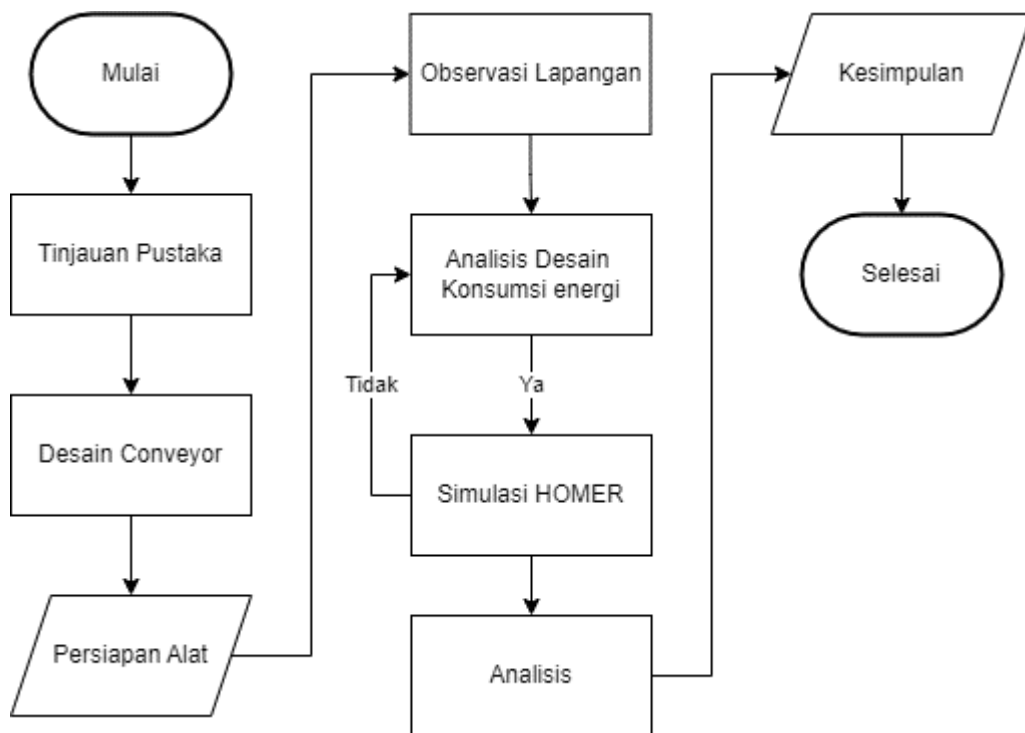 Mulai
Tinjauan Pustaka
Desain Conveyor
Persiapan Alat
Observasi Lapangan
Analisis Desain
Konsumsi energi
Tidak
Ya
Simulasi HOMER
Analisis
Kesimpulan
Selesai